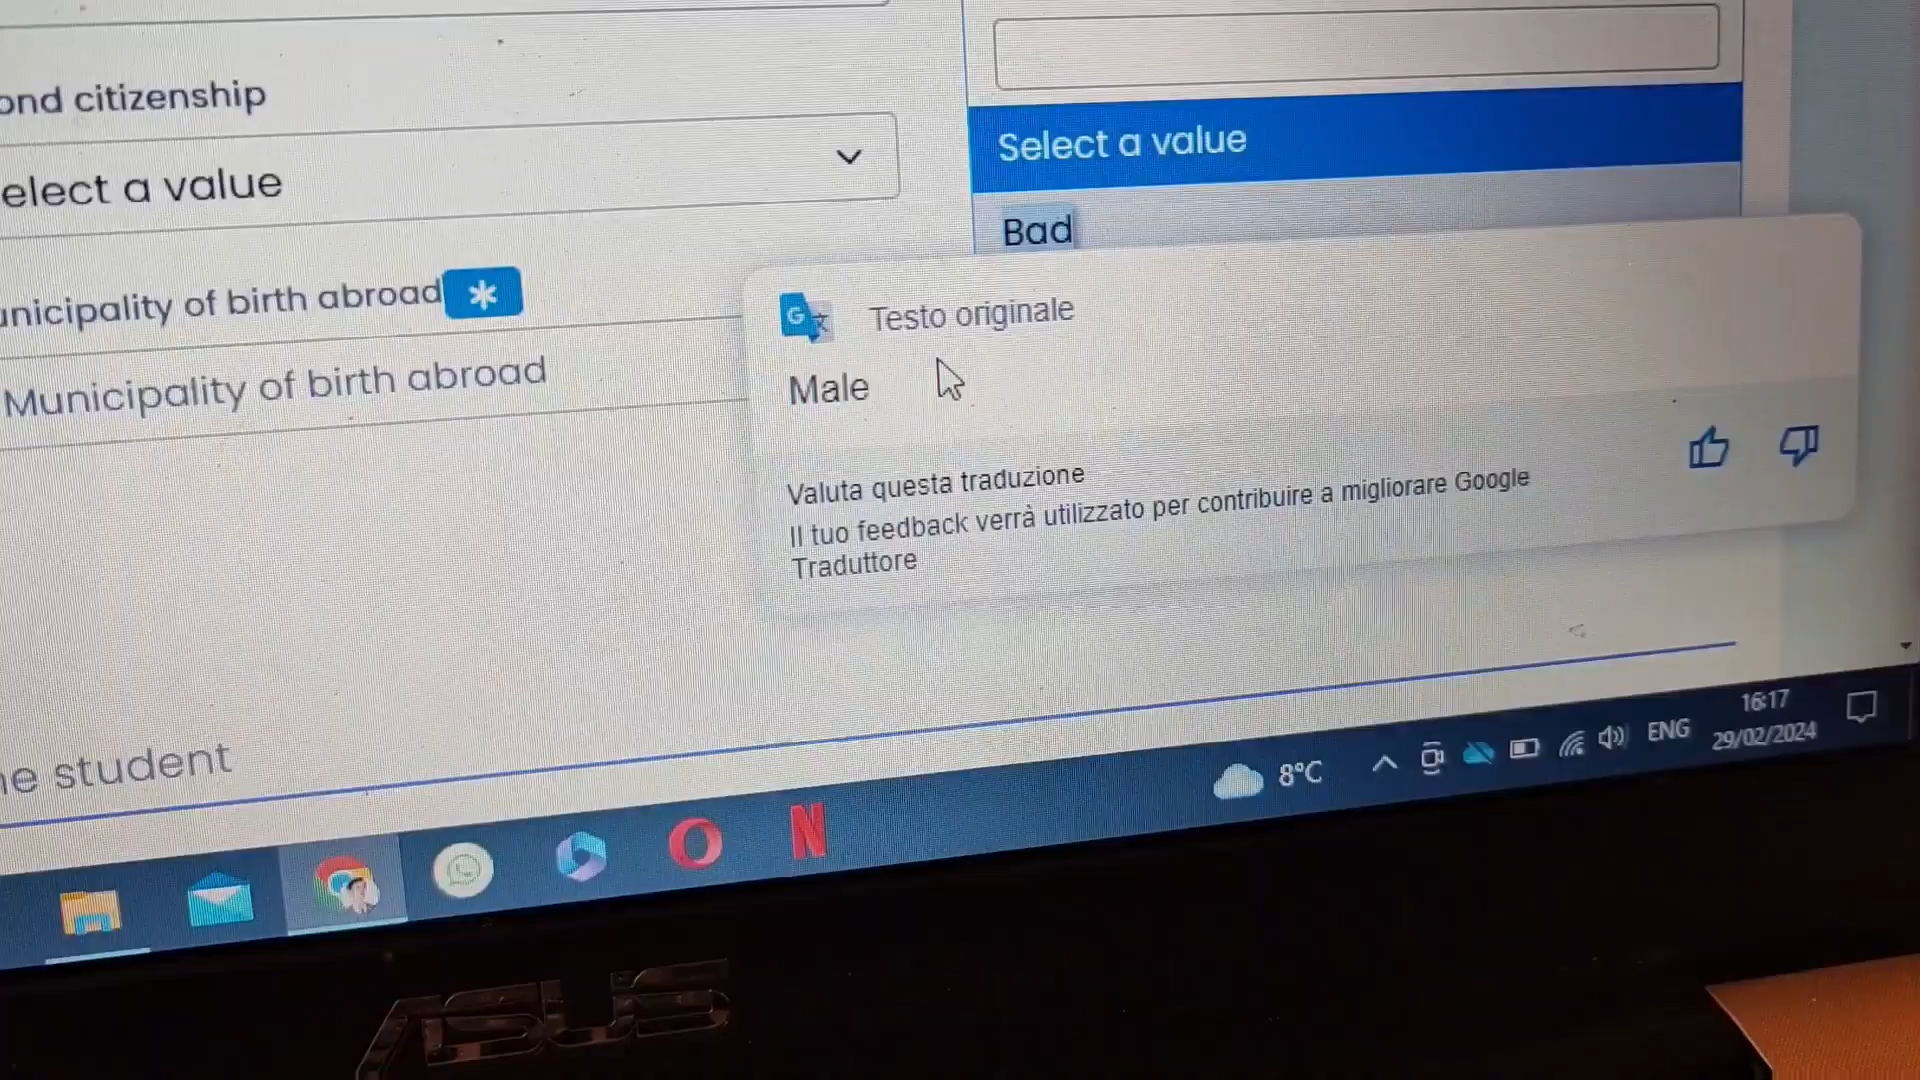 ond citizenship
elect a value
unicipality of birth abroad *
Municipality of birth abroad
Select a value
Bad
Testo originale
Male
Valuta questa traduzione
Il tuo feedback verrà utilizzato per contribuire a migliorare Google
Traduttore
he student
8°C
ENG
16:17
29/02/2024
N
ASUS